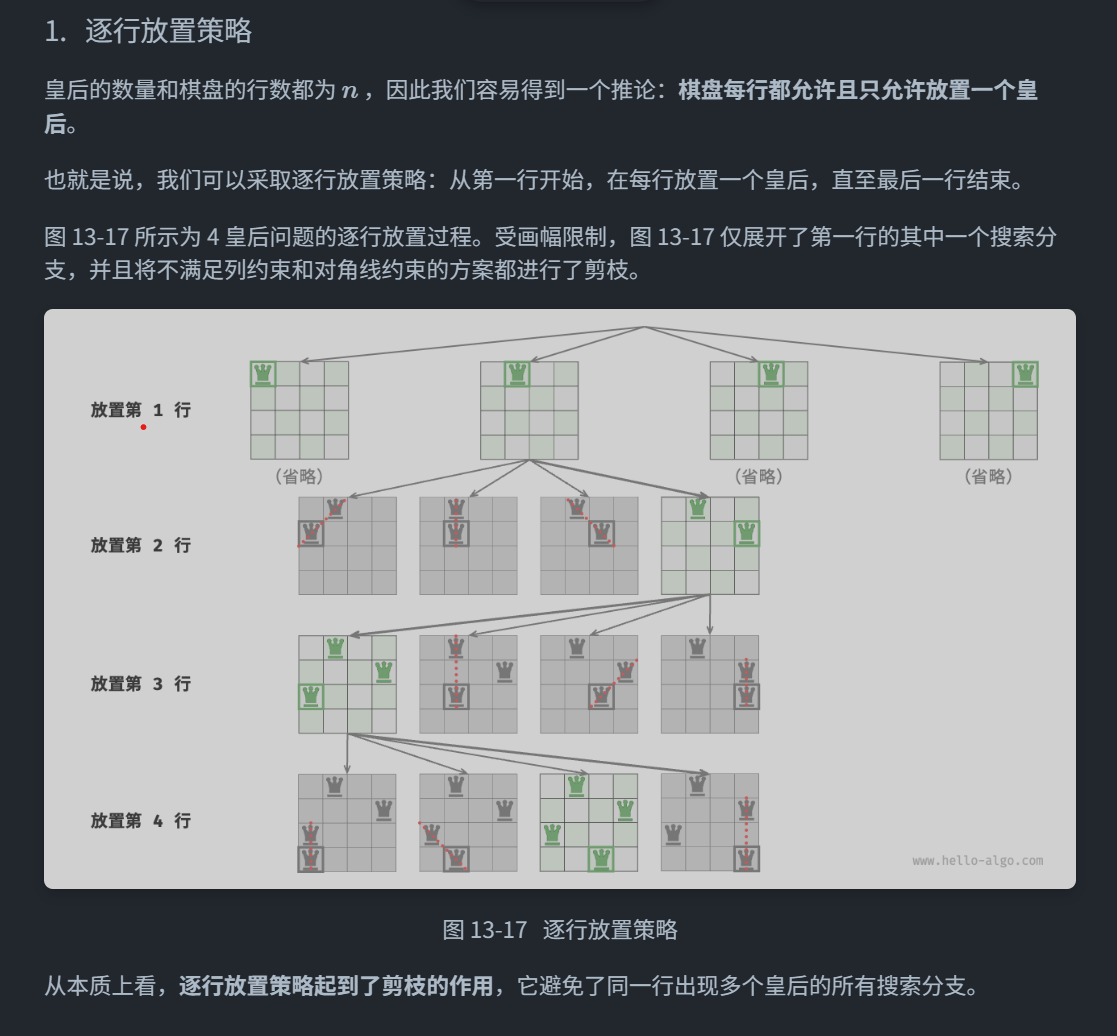 1. 逐行放置策略
皇后的数量和棋盘的行数都为 n ，因此我们容易得到一个推论：棋盘每行都允许且只允许放置一个皇
后。
也就是说，我们可以采取逐行放置策略：从第一行开始，在每行放置一个皇后，直至最后一行结束。
图 13-17 所示为 4 皇后问题的逐行放置过程。受画幅限制，图 13-17 仅展开了第一行的其中一个搜索分
支，并且将不满足列约束和对角线约束的方案都进行了剪枝。
放置第 1 行
（省略）
（省略）
（省略）
放置第 2 行
放置第 3 行
放置第 4 行
www.hello-algo.com
图 13-17 逐行放置策略
从本质上看，逐行放置策略起到了剪枝的作用，它避免了同一行出现多个皇后的所有搜索分支。